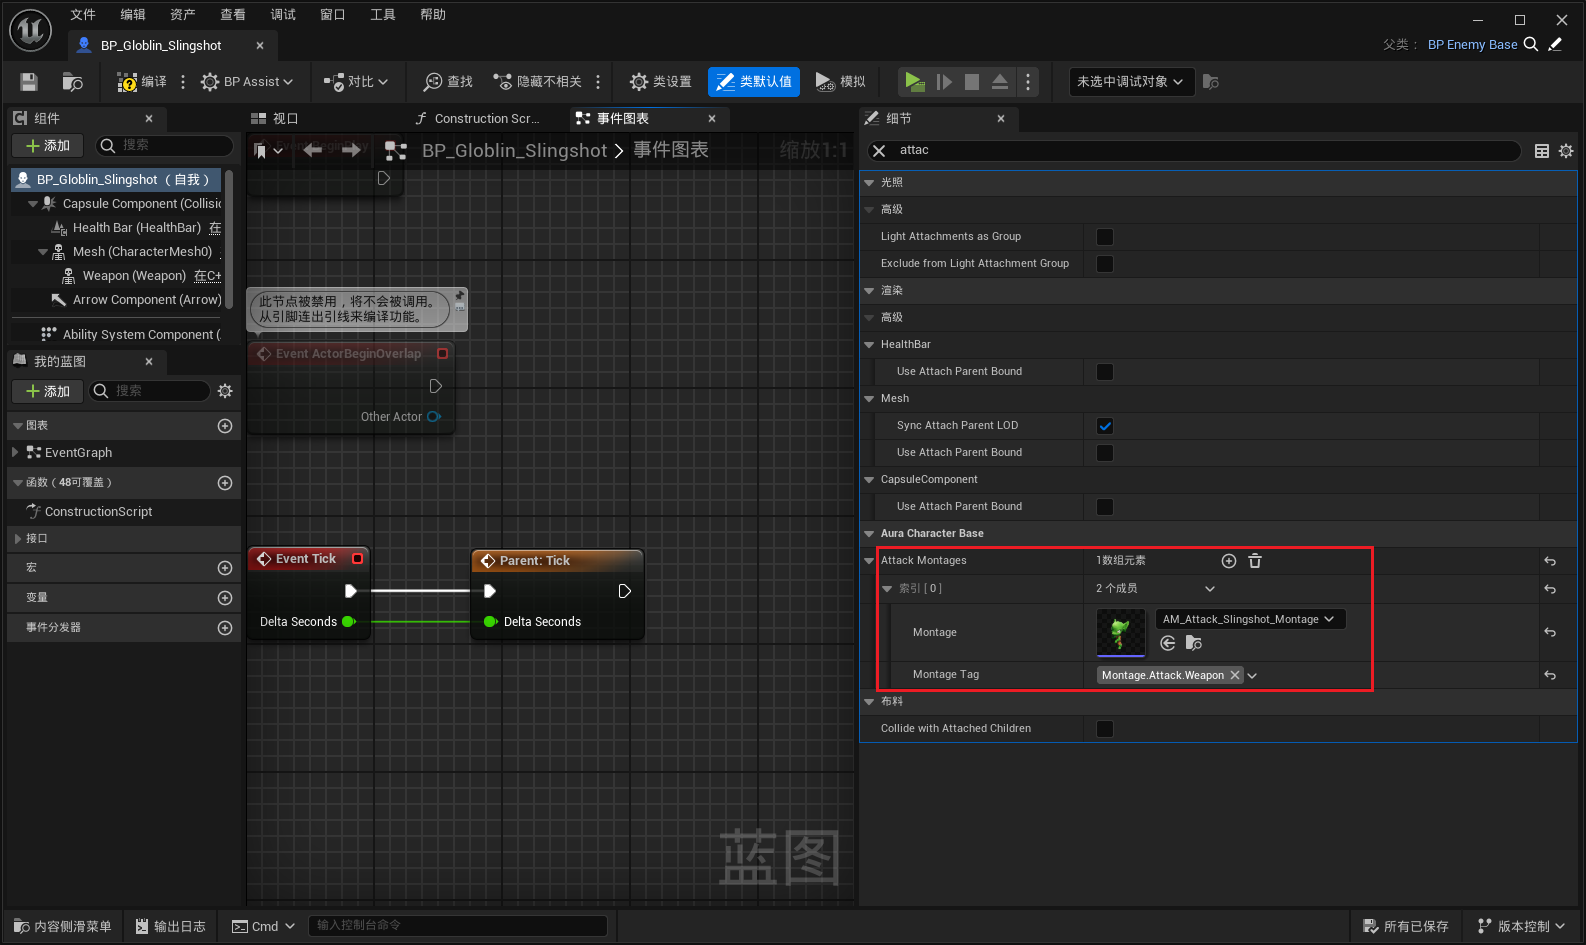 文件 编辑 资产 查看 调试 窗口 工具 帮助
BP_Globlin_Slingshot
父类： BP Enemy Base
编译 BP Assist 对比 查找 隐藏不相关 类设置 类默认值 模拟 未选中调试对象
组件
添加 搜索
BP_Globlin_Slingshot （自我）
Capsule Component (Collisic
Health Bar (HealthBar) 在
Mesh (CharacterMesh0)
Weapon (Weapon) 在C+
Arrow Component (Arrow)
Ability System Component (
我的蓝图
添加 搜索
图表
EventGraph
函数（48可覆盖）
ConstructionScript
接口
宏
变量
事件分发器
视口 Construction Scr... 事件图表
BP_Globlin_Slingshot > 事件图表 缩放1:1
此节点被禁用，将不会被调用。
从引脚连出引线来编译功能。
Event ActorBeginOverlap
Other Actor
Event Tick
Delta Seconds
Parent: Tick
Delta Seconds
蓝图
细节
attac
光照
高级
Light Attachments as Group
Exclude from Light Attachment Group
渲染
高级
HealthBar
Use Attach Parent Bound
Mesh
Sync Attach Parent LOD
Use Attach Parent Bound
CapsuleComponent
Use Attach Parent Bound
Aura Character Base
Attack Montages 1数组元素
索引 [ 0 ] 2 个成员
Montage AM_Attack_Slingshot_Montage
Montage Tag Montage.Attack.Weapon
布料
Collide with Attached Children
内容侧滑菜单 输出日志 Cmd 输入控制台命令 所有已保存 版本控制